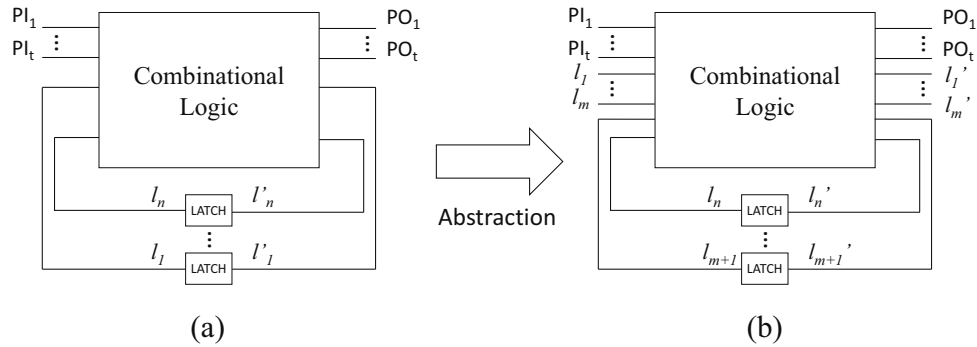 PI1
PIt
Combinational
Logic
PO1
POt
ln
LATCH
l'n
l1
LATCH
l'1
(a)
Abstraction
PI1
PIt
l1
lm
Combinational
Logic
PO1
POt
l1'
lm'
ln
LATCH
ln'
lm+1
LATCH
lm+1'
(b)